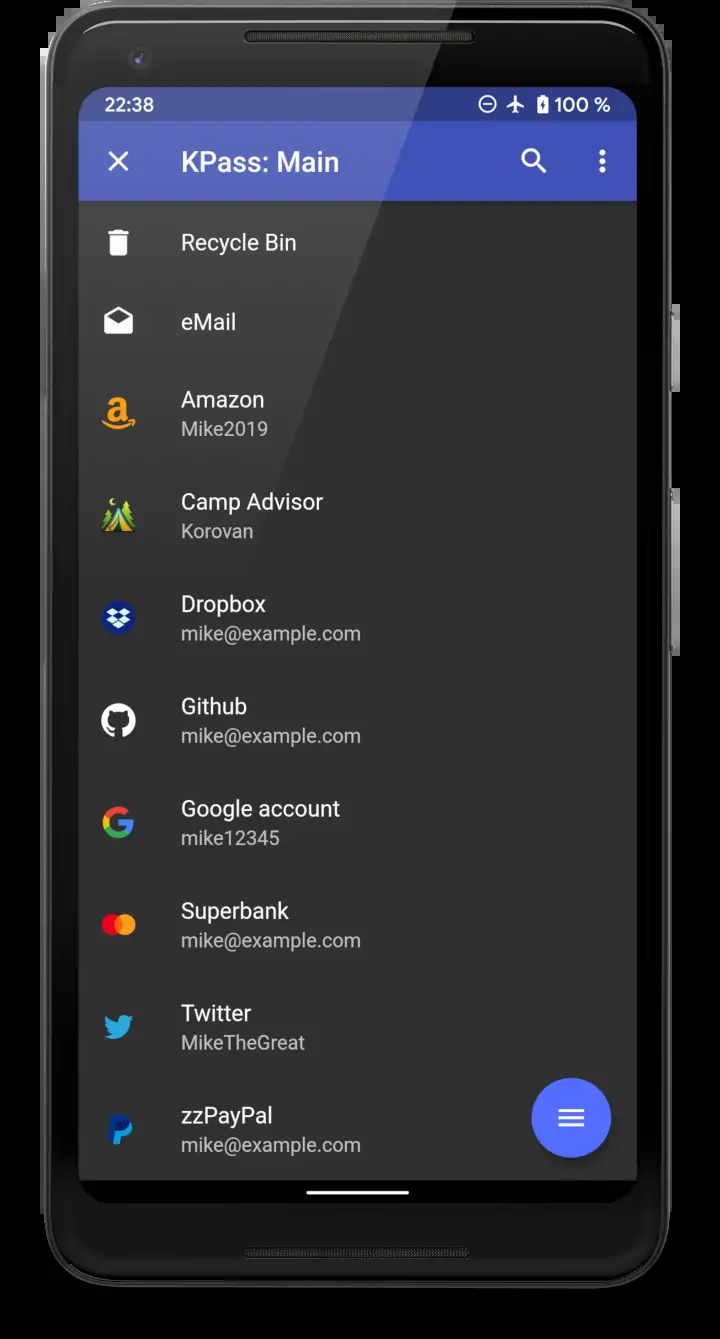 22:38 100 %
KPass: Main
Recycle Bin
eMail
Amazon
Mike2019
Camp Advisor
Korovan
Dropbox
mike@example.com
Github
mike@example.com
Google account
mike12345
Superbank
mike@example.com
Twitter
MikeTheGreat
zzPayPal
mike@example.com